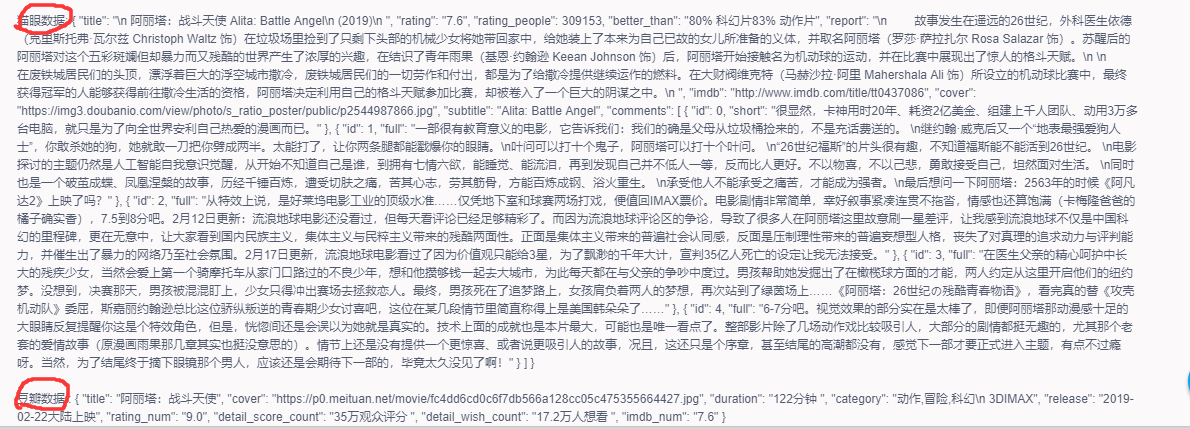 猫眼数据: { "title": "\n 阿丽塔：战斗天使 Alita: Battle Angel\n (2019)\n ", "rating": "7.6", "rating_people": 309153, "better_than": "80% 科幻片83% 动作片", "report": "\n 故事发生在遥远的26世纪，外科医生依德
（克里斯托弗·瓦尔兹 Christoph Waltz 饰）在垃圾场里捡到了只剩下头部的机械少女将她带回家中，给她装上了本来为自己已故的女儿所准备的义体，并取名阿丽塔（罗莎·萨拉扎尔 Rosa Salazar 饰）。苏醒后的
阿丽塔对这个五彩斑斓但却暴力而又残酷的世界产生了浓厚的兴趣，在结识了青年雨果（基恩·约翰逊 Keean Johnson 饰）后，阿丽塔开始接触名为机动球的运动，并在比赛中展现出了惊人的格斗天赋。 \n \n
在废铁城居民们的头顶，漂浮着巨大的浮空城市撒冷，废铁城居民们的一切劳作和付出，都是为了给撒冷提供继续运作的燃料。在大财阀维克特（马赫沙拉·阿里 Mahershala Ali 饰）所设立的机动球比赛中，最终
获得冠军的人能够获得前往撒冷生活的资格，阿丽塔决定利用自己的格斗天赋参加比赛，却被卷入了一个巨大的阴谋之中。 \n ", "imdb": "http://www.imdb.com/title/tt0437086", "cover":
"https://img3.doubanio.com/view/photo/s_ratio_poster/public/p2544987866.jpg", "subtitle": "Alita: Battle Angel", "comments": [ { "id": 0, "short": "很显然，卡神用时20年、耗资2亿美金、组建上千人团队、动用3万多
台电脑，就只是为了向全世界安利自己热爱的漫画而已。" }, { "id": 1, "full": "一部很有教育意义的电影，它告诉我们：我们的确是父母从垃圾桶捡来的，不是充话费送的。 \n继约翰·威克后又一个“地表最强爱狗人
士”，你敢杀她的狗，她就敢一刀把你劈成两半。太能打了，让你两条腿都能戳爆你的眼睛。 \n叶问可以打十个鬼子，阿丽塔可以打十个叶问。 \n“26世纪福斯”的片头很有趣，不知道福斯能不能活到26世纪。 \n电影
探讨的主题仍然是人工智能自我意识觉醒，从开始不知道自己是谁，到拥有七情六欲，能睡觉、能流泪，再到发现自己并不低人一等，反而比人更好。不以物喜，不以己悲，勇敢接受自己，坦然面对生活。 \n同时
也是一个破茧成蝶、凤凰涅槃的故事，历经千锤百炼，遭受切肤之痛，苦其心志，劳其筋骨，方能百炼成钢、浴火重生。 \n承受他人不能承受之痛苦，才能成为强者。 \n最后想问一下阿丽塔：2563年的时候《阿凡
达2》上映了吗？" }, { "id": 2, "full": "从特效上说，是好莱坞电影工业的顶级水准……仅凭地下室和球赛两场打戏，便值回IMAX票价。电影剧情非常简单，幸好叙事紧凑连贯不拖沓，情感也还算饱满（卡梅隆爸爸的
橘子确实香），7.5到8分吧。2月12日更新：流浪地球电影还没看过，但每天看评论已经足够精彩了。而因为流浪地球评论区的争论，导致了很多人在阿丽塔这里故意刷一星差评，让我感到流浪地球不仅是中国科
幻的里程碑，更在无意中，让大家看到国内民族主义，集体主义与民粹主义带来的残酷两面性。正面是集体主义带来的普遍社会认同感，反面是压制理性带来的普遍妄想型人格，丧失了对真理的追求动力与评判能
力，并催生出了暴力的网络乃至社会氛围。2月17日更新，流浪地球电影看过了因为价值观只能给3星，为了飘渺的千年大计，宣判35亿人死亡的设定让我无法接受。" }, { "id": 3, "full": "在医生父亲的精心呵护中长
大的残疾少女，当然会爱上第一个骑摩托车从家门口路过的不良少年，想和他攒够钱一起去大城市，为此每天都在与父亲的争吵中度过。男孩帮助她发掘出了在橄榄球方面的才能，两人约定从这里开启他们的纽约
梦。没想到，决赛那天，男孩被混混盯上，少女只得冲出赛场去拯救恋人。最终，男孩死在了追梦路上，女孩肩负着两人的梦想，再次站到了绿茵场上……《阿丽塔：26世纪の残酷青春物语》，看完真的替《攻壳
机动队》委屈，斯嘉丽约翰逊总比这位骄纵叛逆的青春期少女讨喜吧，这位在某几段情节里简直称得上是美国韩朵朵了……" }, { "id": 4, "full": "6-7分吧。视觉效果的部分实在是太棒了，即便阿丽塔那动漫感十足的
大眼睛反复提醒你这是个特效角色，但是，恍惚间还是会误以为她就是真实的。技术上面的成就也是本片最大，可能也是唯一看点了。整部影片除了几场动作戏比较吸引人，大部分的剧情都挺无趣的，尤其那个老
套的爱情故事（原漫画雨果那几章其实也挺没意思的）。情节上还是没有提供一个更惊喜、或者说更吸引人的故事，况且，这还只是个序章，甚至结尾的高潮都没有，感觉下一部才要正式进入主题，有点不过瘾
呀。当然，为了结尾终于摘下眼镜那个男人，应该还是会期待下一部的，毕竟太久没见了啊！" } ] }
豆瓣数据: { "title": "阿丽塔：战斗天使", "cover": "https://p0.meituan.net/movie/fc4dd6cd0c6f7db566a128cc05c475355664427.jpg", "duration": "122分钟 ", "category": "动作,冒险,科幻\n 3DIMAX", "release": "2019-
02-22大陆上映", "rating_num": "9.0", "detail_score_count": "35万观众评分 ", "detail_wish_count": "17.2万人想看 ", "imdb_num": "7.6" }